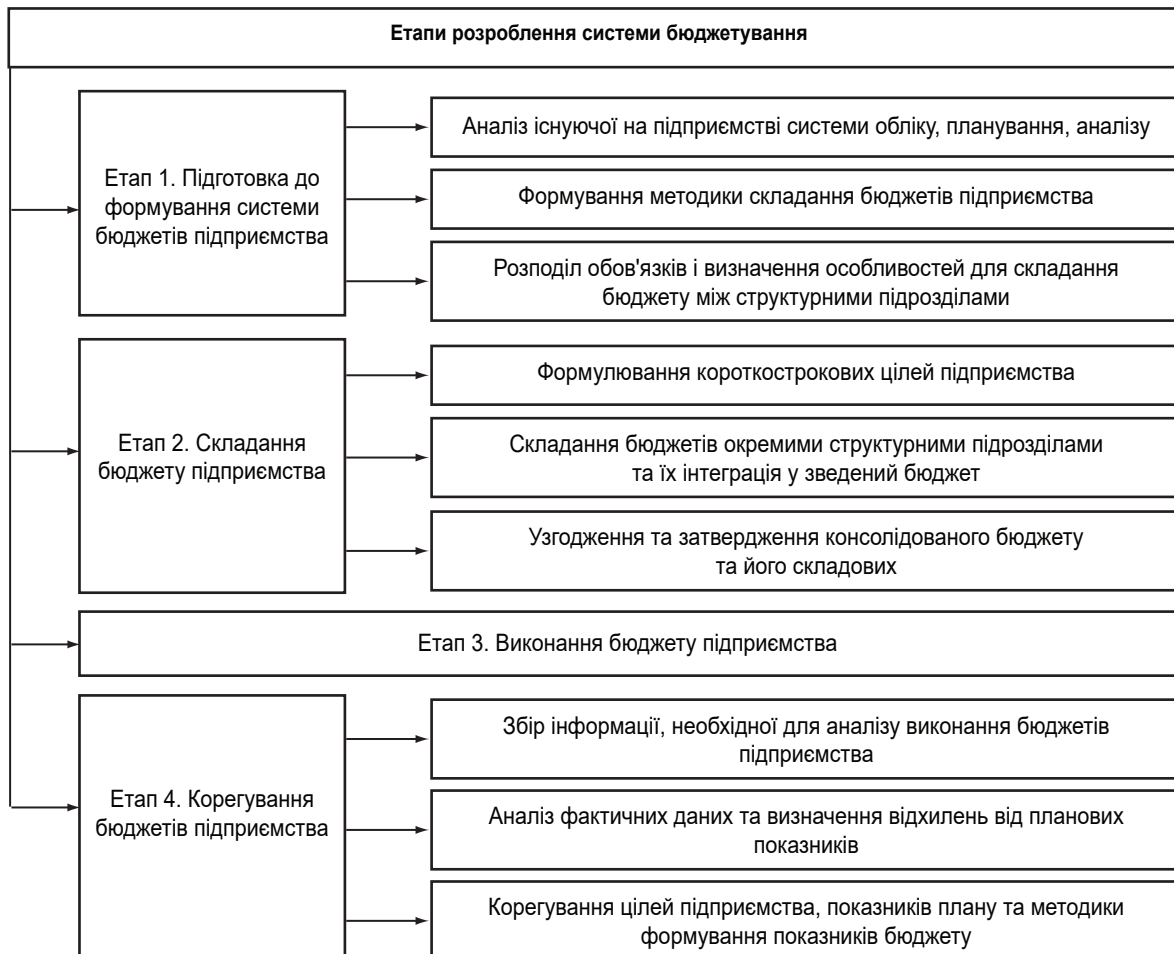 Етапи розроблення системи бюджетування
Етап 1. Підготовка до
формування системи
бюджетів підприємства
Аналіз існуючої на підприємстві системи обліку, планування, аналізу
Формування методики складання бюджетів підприємства
Розподіл обов'язків і визначення особливостей для складання
бюджету між структурними підрозділами
Етап 2. Складання
бюджету підприємства
Формулювання короткострокових цілей підприємства
Складання бюджетів окремими структурними підрозділами
та їх інтеграція у зведений бюджет
Узгодження та затвердження консолідованого бюджету
та його складових
Етап 3. Виконання бюджету підприємства
Етап 4. Корегування
бюджетів підприємства
Збір інформації, необхідної для аналізу виконання бюджетів
підприємства
Аналіз фактичних даних та визначення відхилень від планових
показників
Корегування цілей підприємства, показників плану та методики
формування показників бюджету